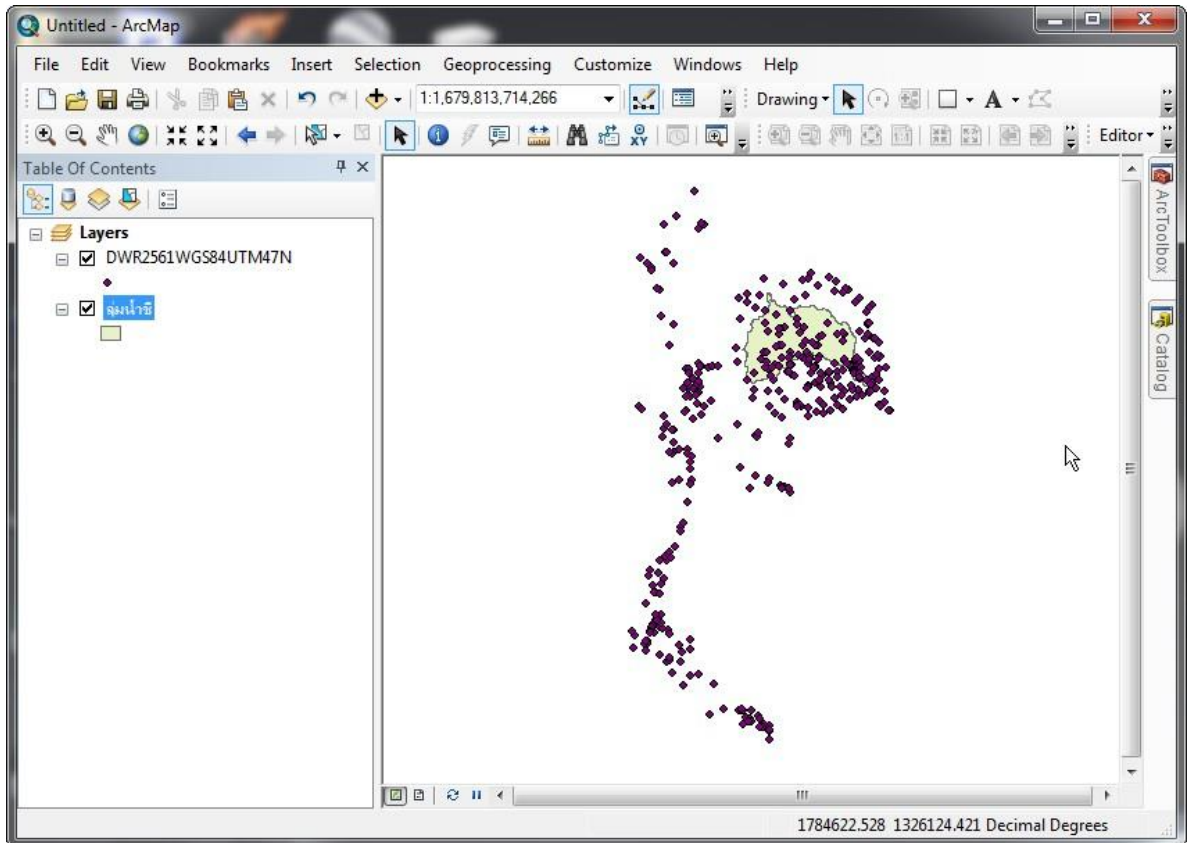 Untitled - ArcMap
File Edit View Bookmarks Insert Selection Geoprocessing Customize Windows Help
1:1,679,813,714,266
Drawing
Editor
Table Of Contents
Layers
DWR2561WGS84UTM47N
ลุ่มน้ำชี
ArcToolbox
Catalog
1784622.528 1326124.421 Decimal Degrees